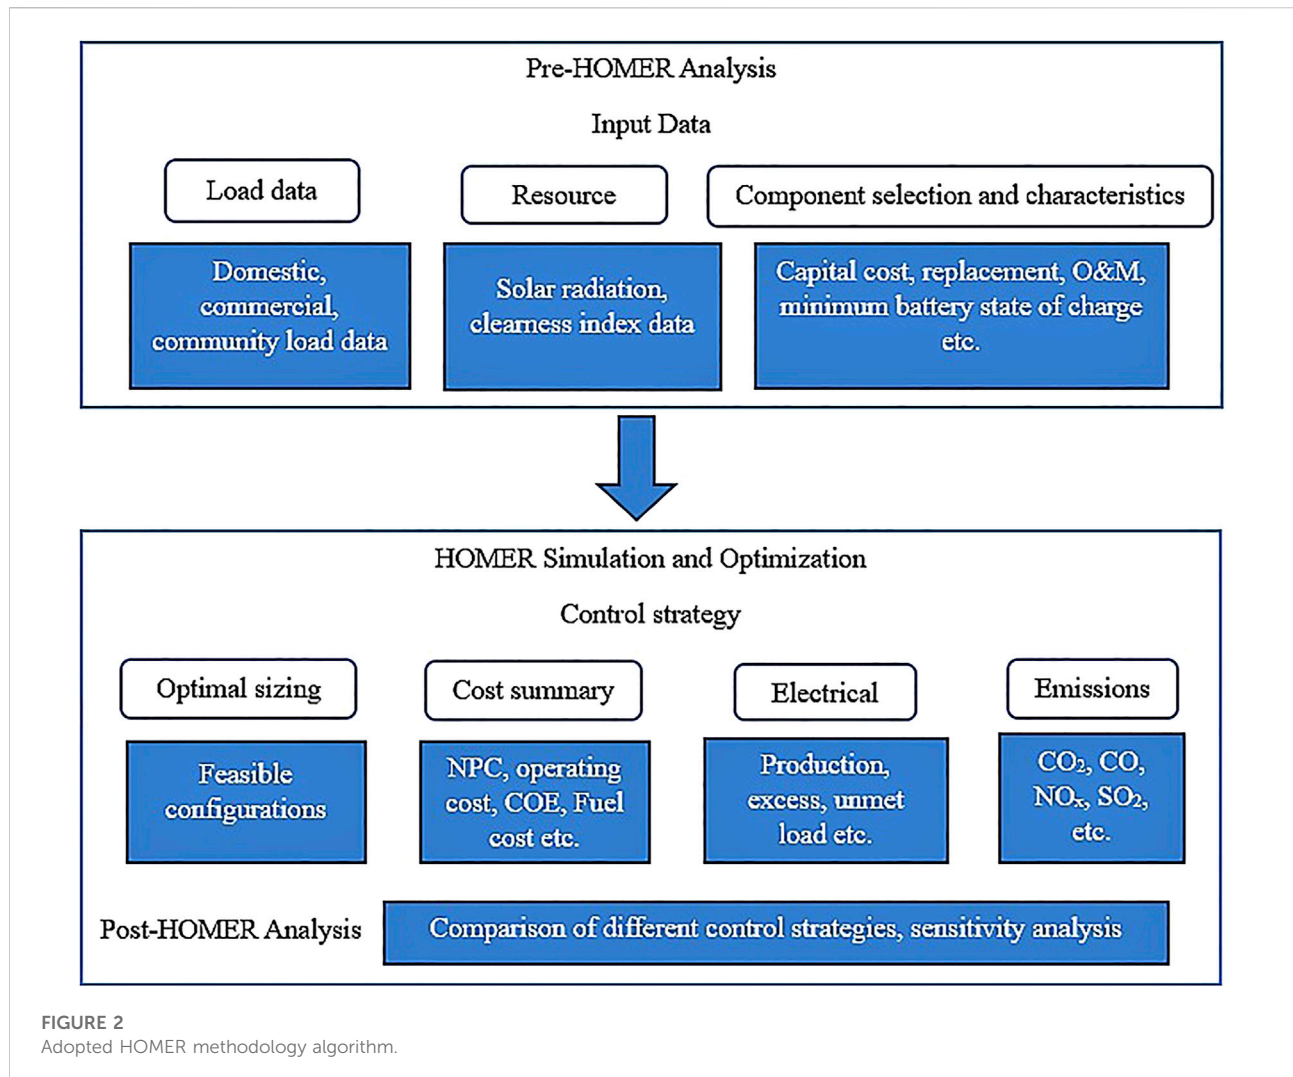 Pre-HOMER Analysis
Input Data
Load data
Resource
Component selection and characteristics
Domestic,
commercial,
community load data
Solar radiation,
clearness index data
Capital cost, replacement, O&M,
minimum battery state of charge
etc.
HOMER Simulation and Optimization
Control strategy
Optimal sizing
Cost summary
Electrical
Emissions
Feasible
configurations
NPC, operating
cost, COE, Fuel
cost etc.
Production,
excess, unmet
load etc.
CO₂, CO,
NOₓ, SO₂,
etc.
Post-HOMER Analysis
Comparison of different control strategies, sensitivity analysis
FIGURE 2
Adopted HOMER methodology algorithm.